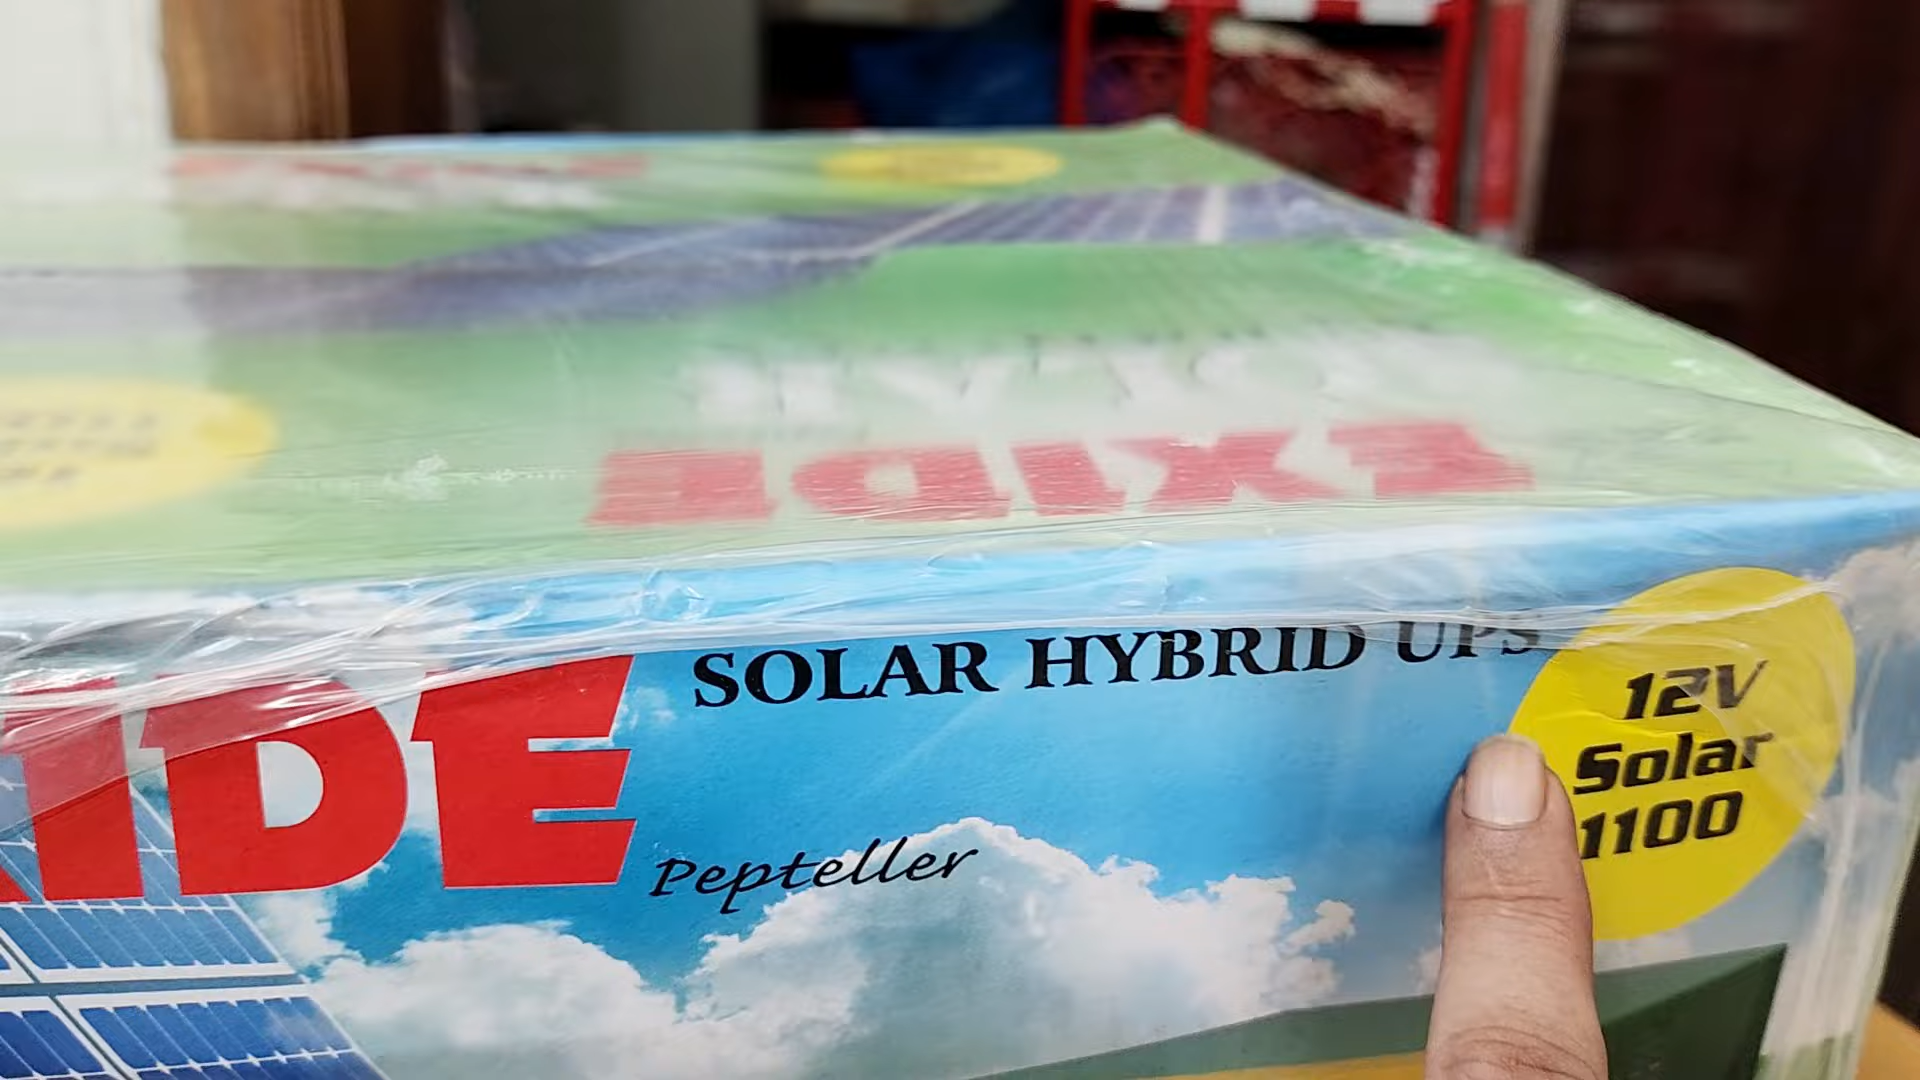 EXIDE
IDE
SOLAR HYBRID UPS
Pepteller
12V
Solar
1100